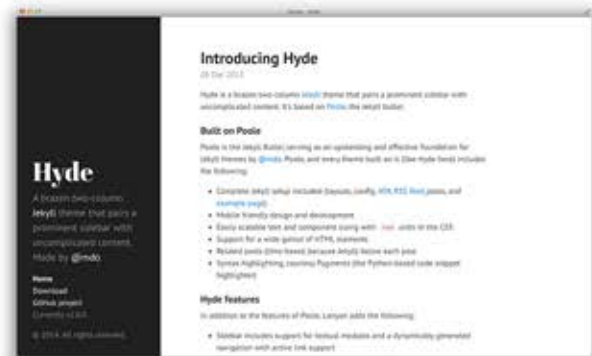 Hyde
A brazen two-column
Jekyll theme that pairs a
prominent sidebar with
uncomplicated content.
Made by @mdo.
Home
Download
GitHub project
Currently
© 2014. All rights reserved.
Introducing Hyde
28 Dec 2013
Hyde is a brazen two-column Jekyll theme that pairs a prominent sidebar with
uncomplicated content. It's based on Poole, the Jekyll butler.
Built on Poole
Poole is the Jekyll Butler, serving as an upstanding and effective foundation for
Jekyll themes by @mdo. Poole, and every theme built on it (like Hyde here) includes
the following:
• Complete Jekyll setup included (layouts, config, 404, RSS feed, posts, and
example page)
• Mobile friendly design and development
• Easily scalable text and component sizing with rem units in the CSS
• Support for a wide gamut of HTML elements
• Related posts (time-based, because Jekyll) below each post
• Syntax highlighting, courtesy Pygments (the Python-based code snippet
highlighter)
Hyde features
In addition to the features of Poole, Lanyon adds the following:
• Sidebar includes support for textual modules and a dynamically generated
navigation with active link support